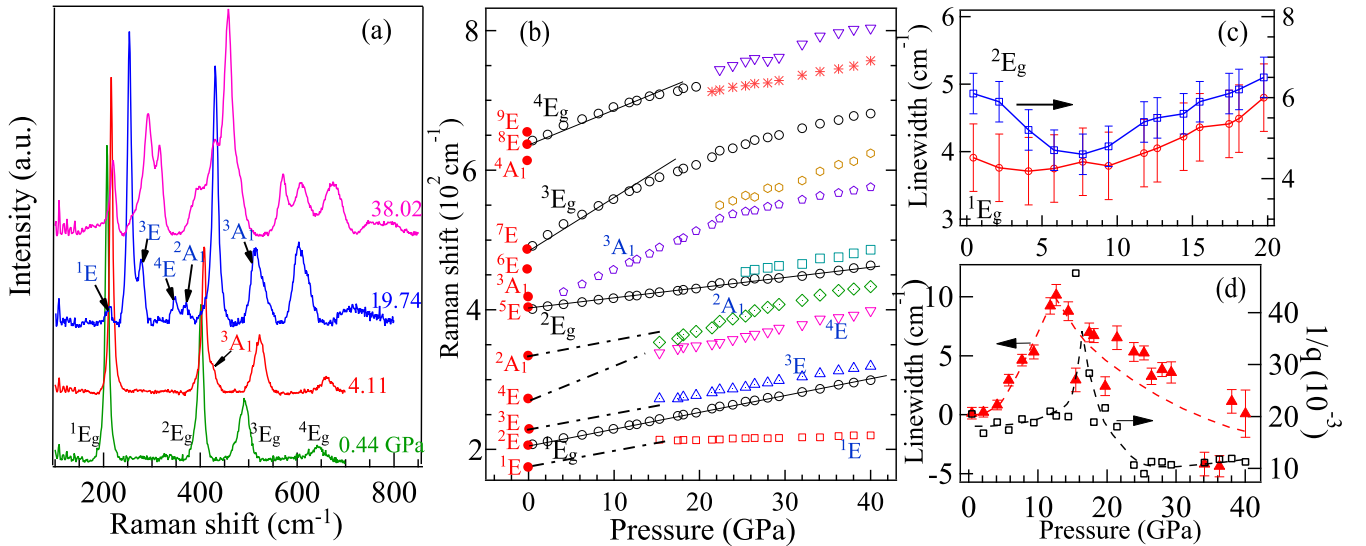 (a)
Intensity (a.u.)
38.02
³E
⁴E
²A₁
³A₁
¹E
19.74
³A₁
4.11
¹Eg
²Eg
³Eg
⁴Eg
0.44 GPa
200
400
600
800
Raman shift (cm⁻¹)
(b)
Raman shift (10² cm⁻¹)
8
6
4
2
⁹E
⁸E
⁴A₁
⁷E
⁶E
³A₁
⁵E
²A₁
⁴E
³E
²E
¹E
⁴Eg
³Eg
³A₁
²Eg
²A₁
⁴E
³E
¹Eg
¹E
0
10
20
30
40
Pressure (GPa)
(c)
Linewidth (cm⁻¹)
6
5
4
3
²Eg
¹Eg
8
6
4
Linewidth (cm⁻¹)
0
5
10
15
20
(d)
Linewidth (cm⁻¹)
10
5
0
-5
40
30
20
10
1/q (10⁻³)
0
10
20
30
40
Pressure (GPa)